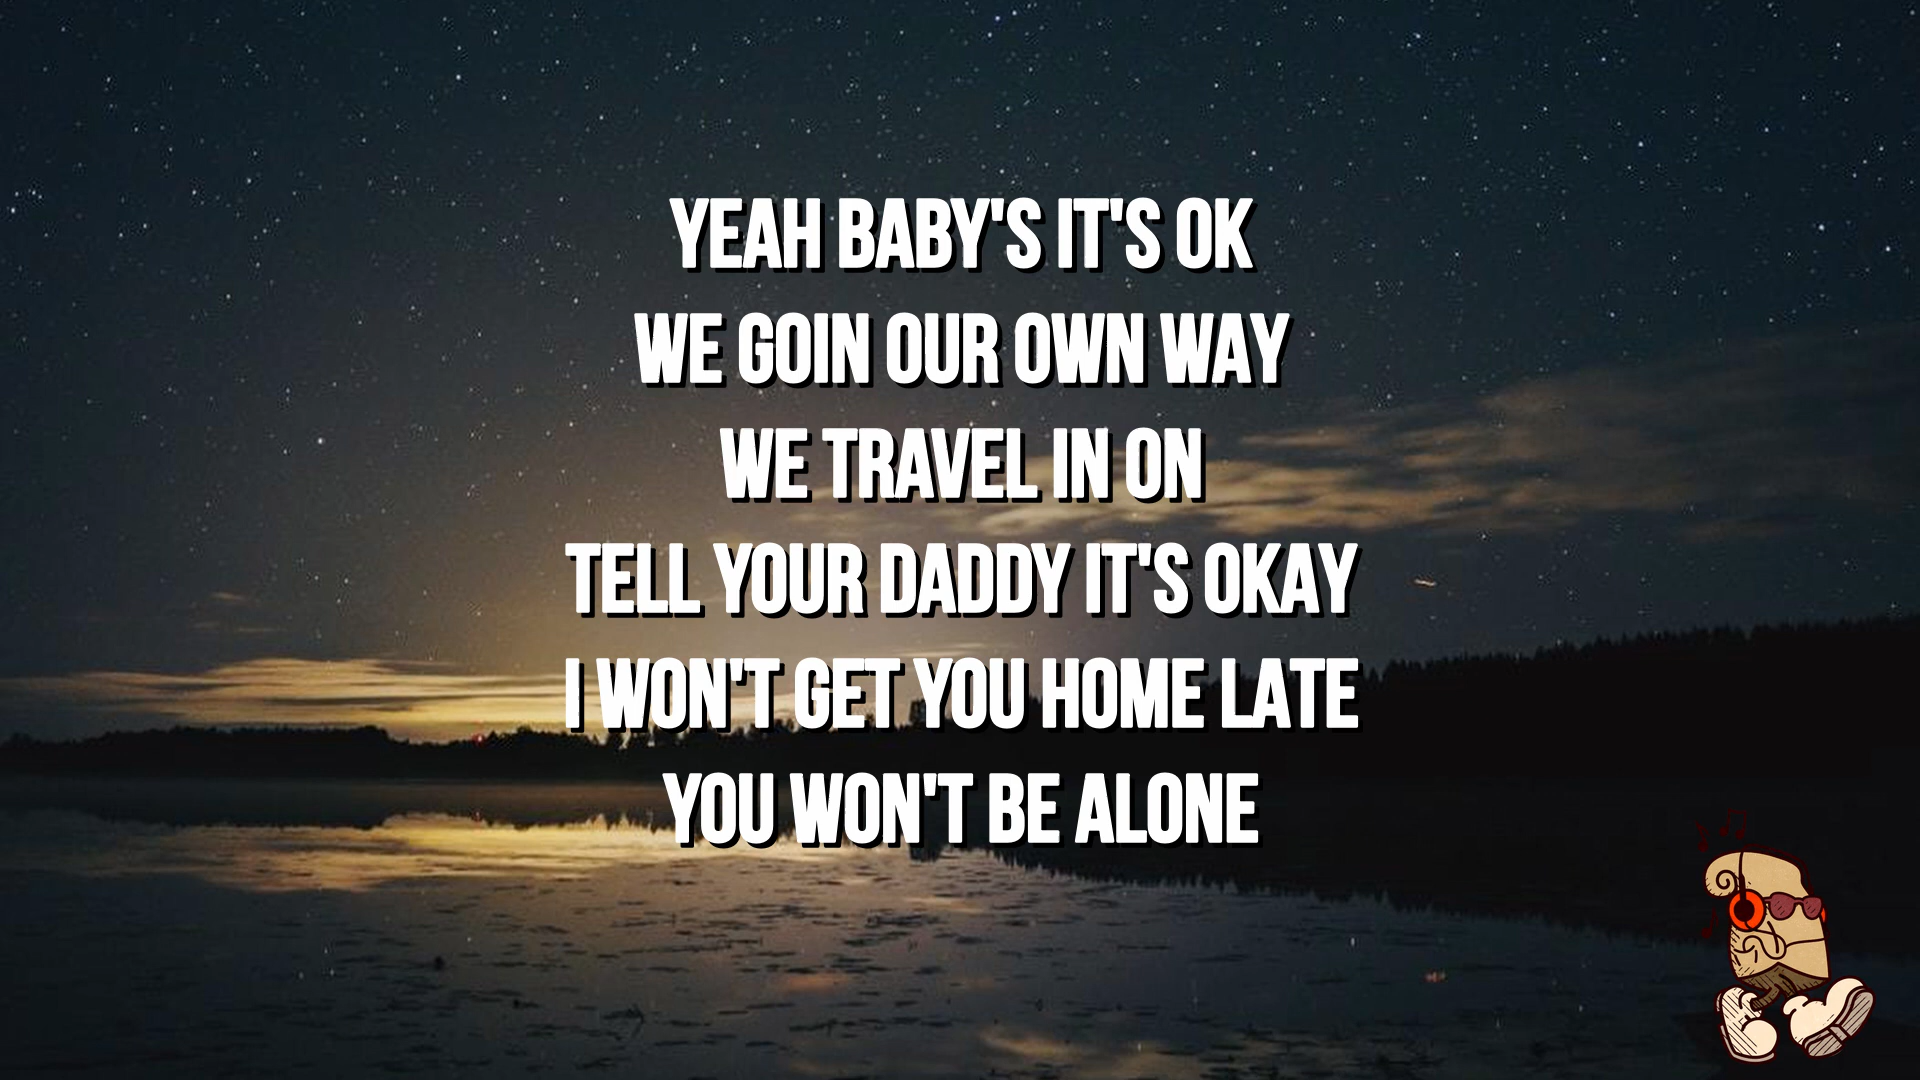 YEAH BABY'S IT'S OK
WE GOIN OUR OWN WAY
WE TRAVEL IN ON
TELL YOUR DADDY IT'S OKAY
I WON'T GET YOU HOME LATE
YOU WON'T BE ALONE